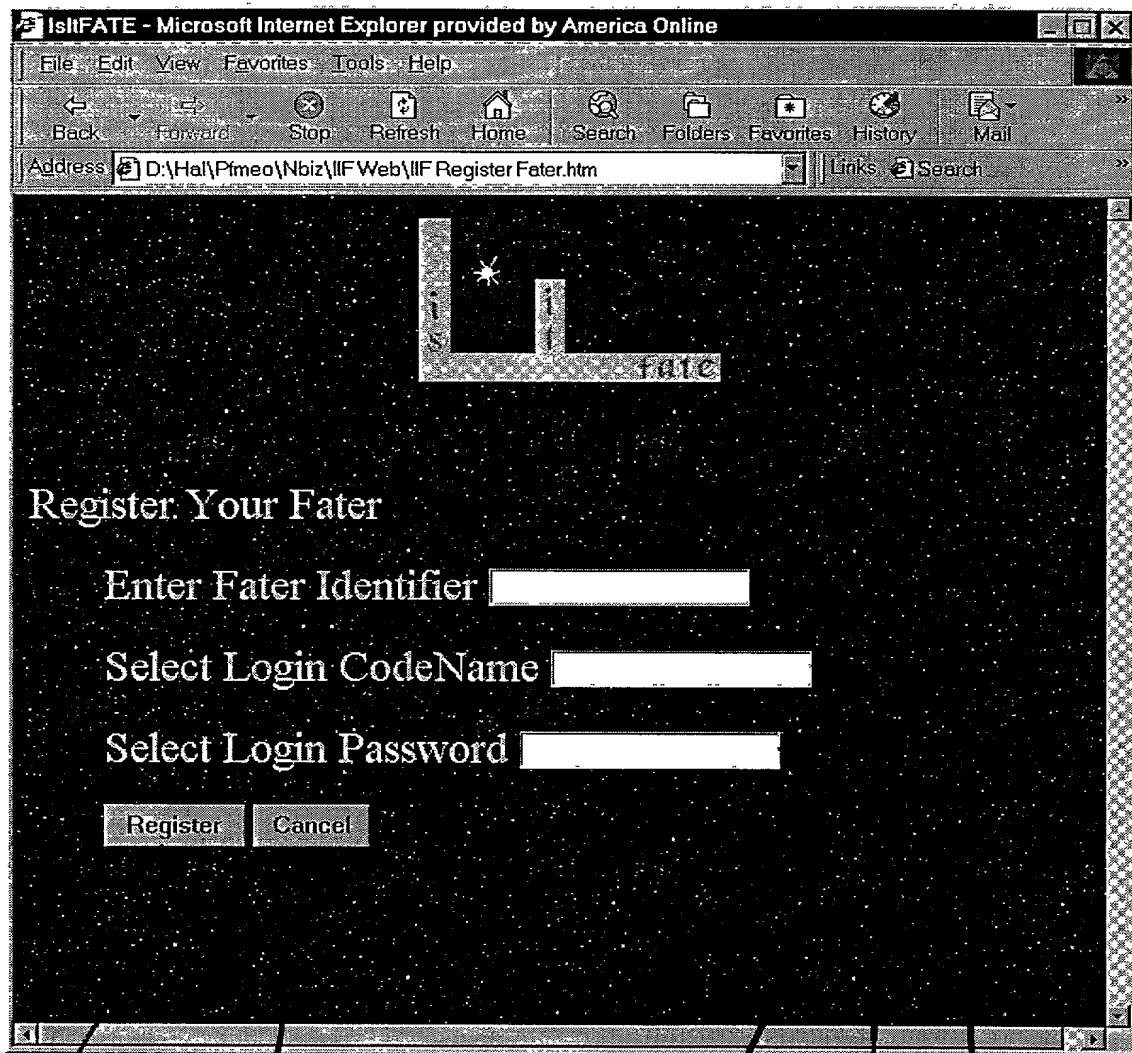 IsItFATE - Microsoft Internet Explorer provided by America Online
File Edit View Favorites Tools Help
Back Forward Stop Refresh Home Search Folders Favorites History Mail »
Address D:\Hal\Pfmeo\Nbiz\IIF Web\IIF Register Fater.htm Links Search »
is
it
fate
Register Your Fater
Enter Fater Identifier
Select Login CodeName
Select Login Password
Register Cancel